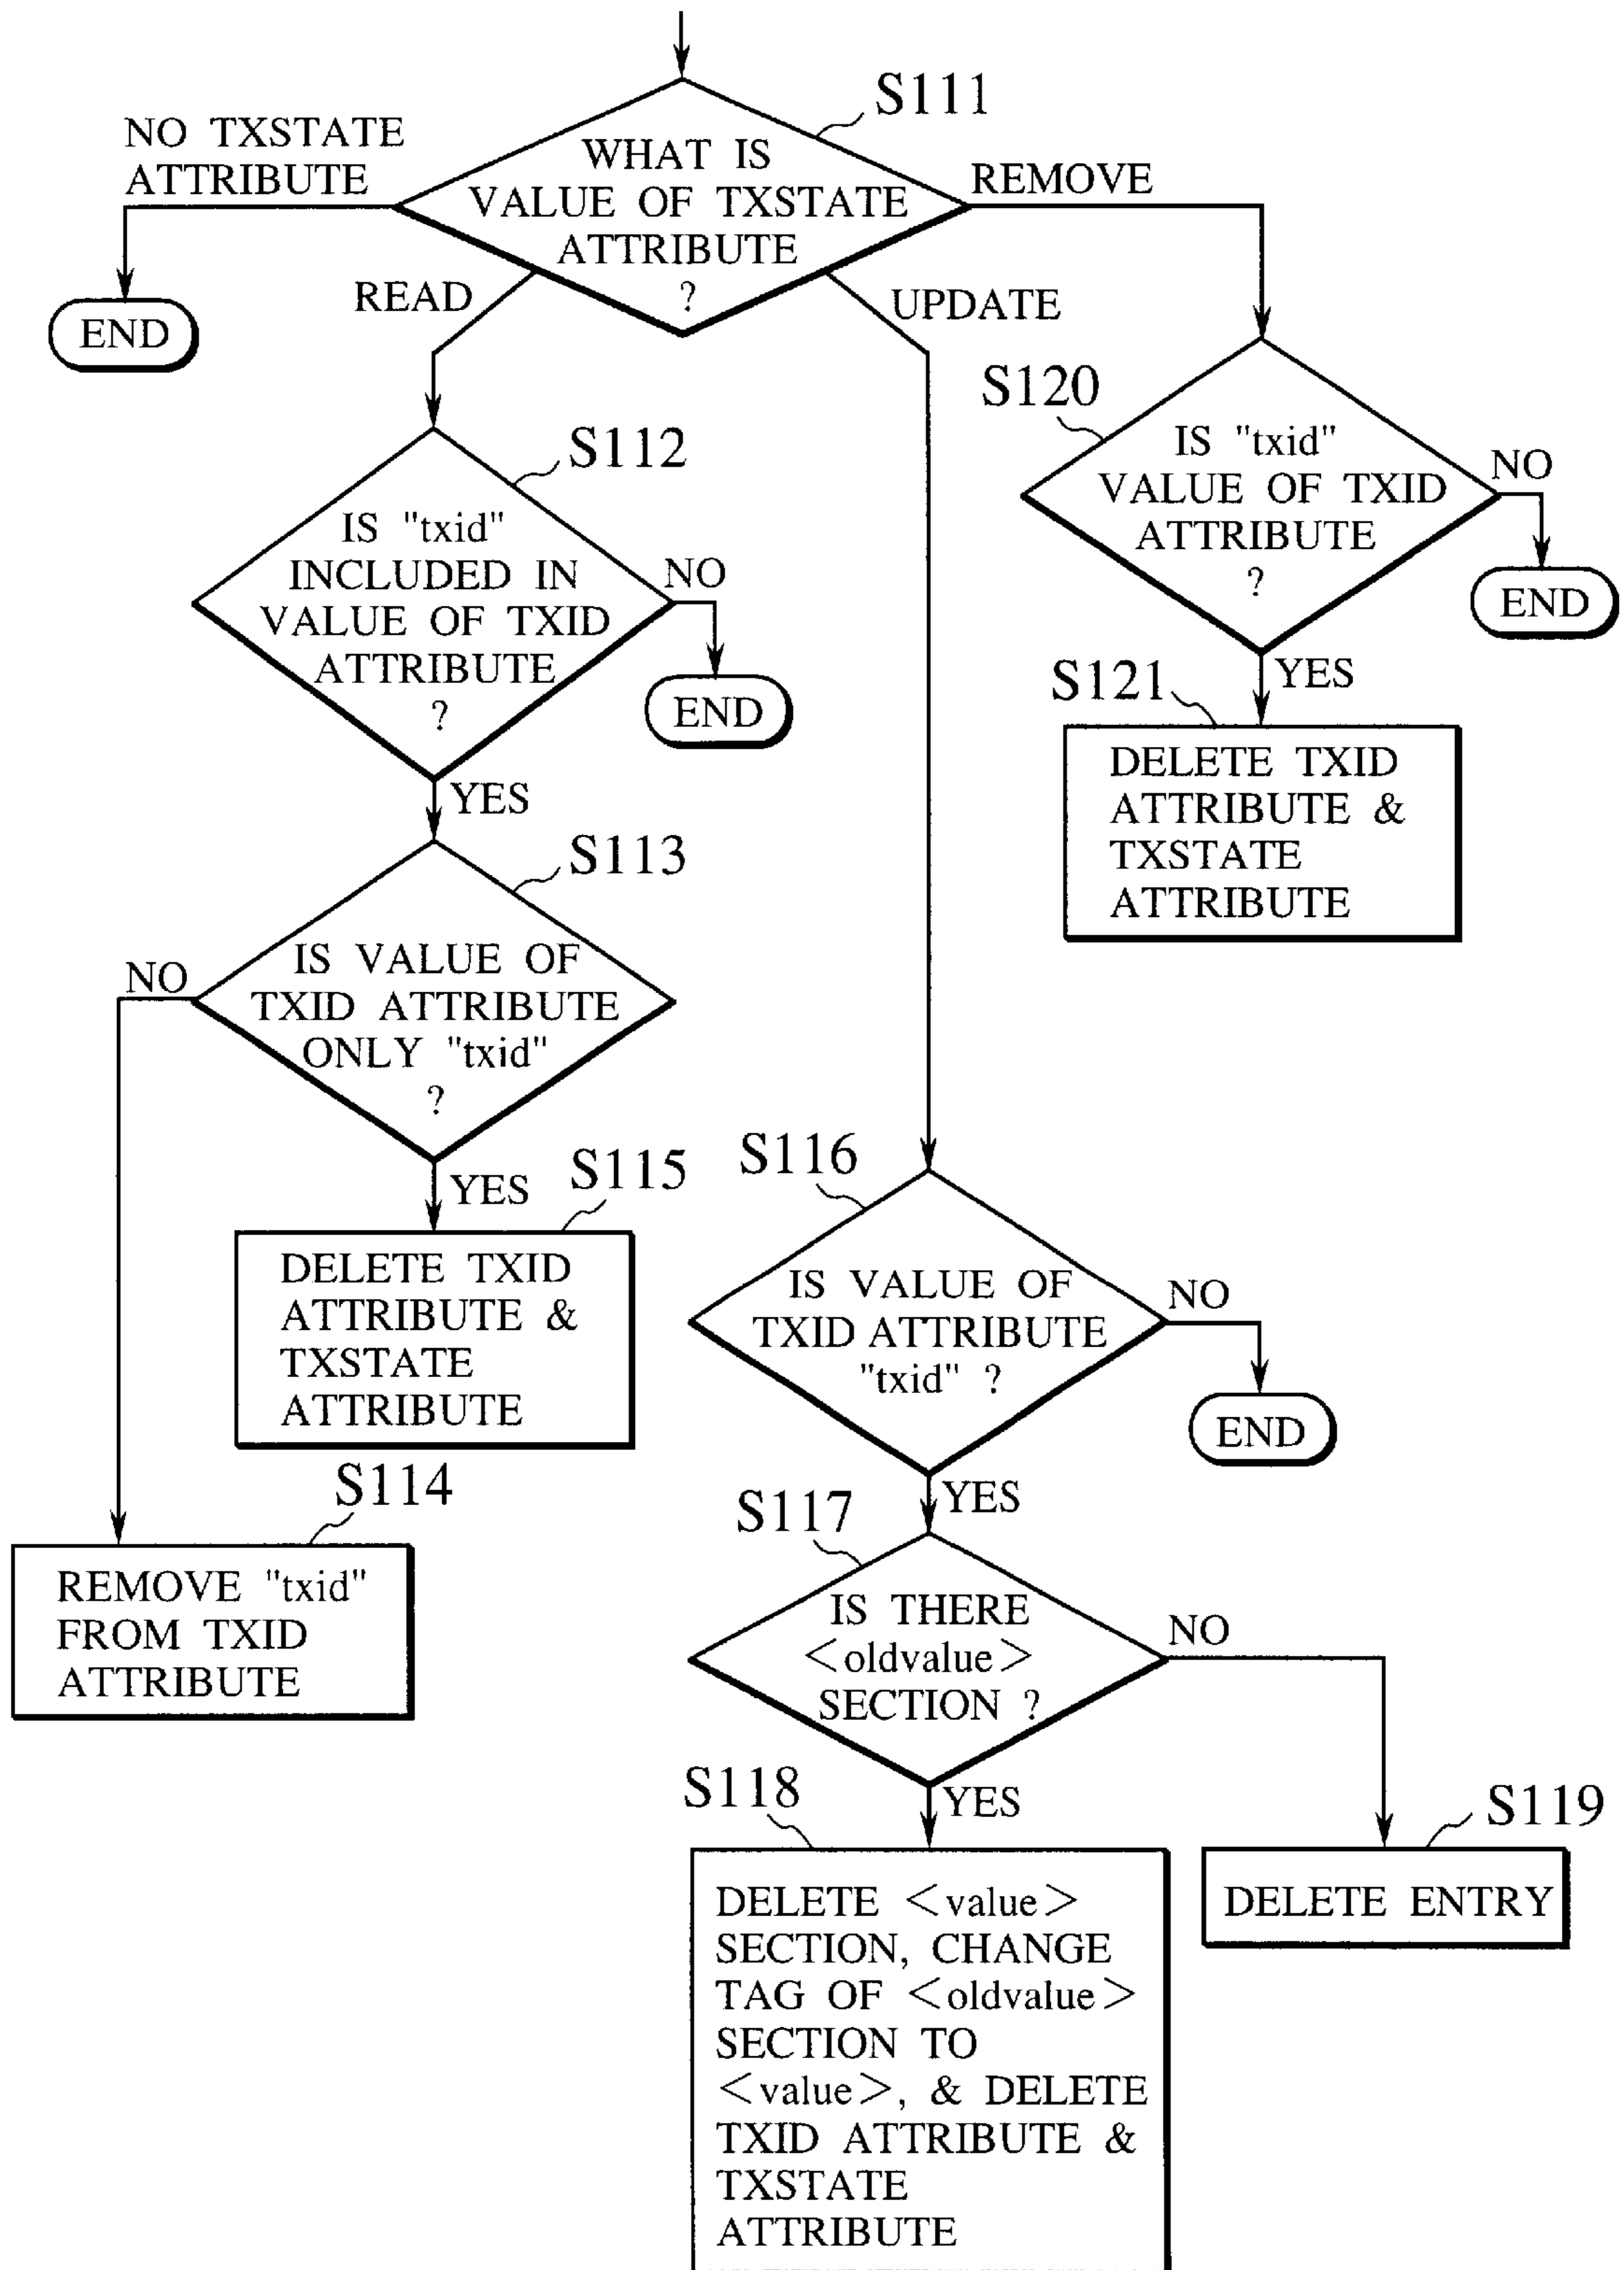 S111
NO TXSTATE
ATTRIBUTE
WHAT IS
VALUE OF TXSTATE
ATTRIBUTE
?
REMOVE
END
READ
UPDATE
S120
IS "txid"
VALUE OF TXID
ATTRIBUTE
?
NO
END
S112
IS "txid"
INCLUDED IN
VALUE OF TXID
ATTRIBUTE
?
NO
END
YES
S121
YES
DELETE TXID
ATTRIBUTE &
TXSTATE
ATTRIBUTE
S113
NO
IS VALUE OF
TXID ATTRIBUTE
ONLY "txid"
?
YES
S115
DELETE TXID
ATTRIBUTE &
TXSTATE
ATTRIBUTE
S114
REMOVE "txid"
FROM TXID
ATTRIBUTE
S116
IS VALUE OF
TXID ATTRIBUTE
"txid" ?
NO
END
YES
S117
IS THERE
<oldvalue>
SECTION ?
NO
YES
S118
DELETE <value>
SECTION, CHANGE
TAG OF <oldvalue>
SECTION TO
<value>, & DELETE
TXID ATTRIBUTE &
TXSTATE
ATTRIBUTE
S119
DELETE ENTRY